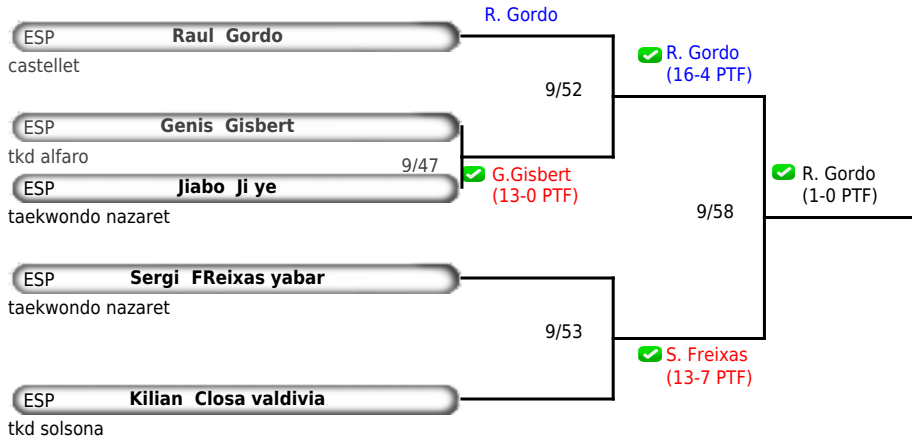 R. Gordo
ESP Raul Gordo
castellet
R. Gordo
(16-4 PTF)
9/52
ESP Genis Gisbert
tkd alfaro
9/47
G.Gisbert
(13-0 PTF)
ESP Jiabo Ji ye
taekwondo nazaret
R. Gordo
(1-0 PTF)
9/58
ESP Sergi FReixas yabar
taekwondo nazaret
9/53
S. Freixas
(13-7 PTF)
ESP Kilian Closa valdivia
tkd solsona